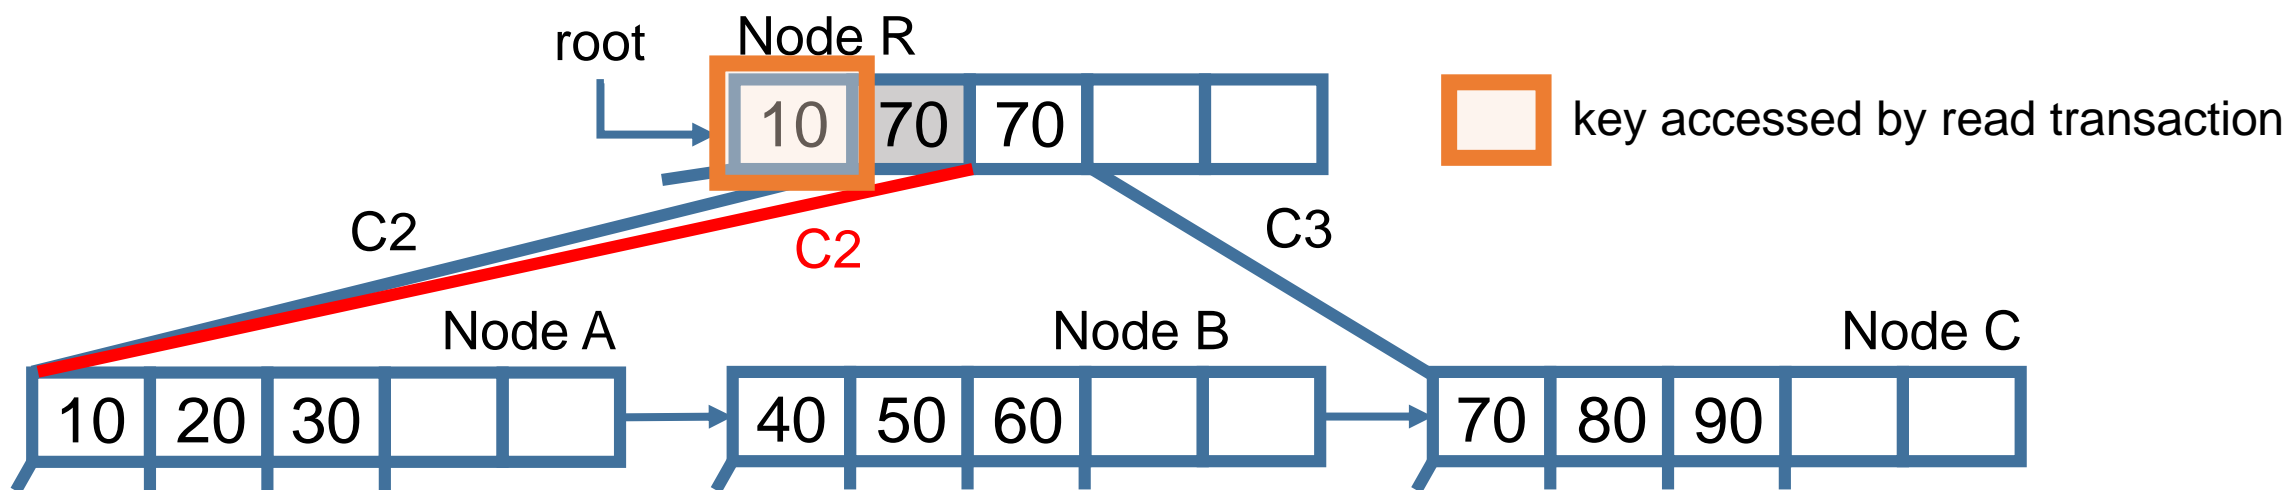 root
Node R
10 70 70
key accessed by read transaction
C2
C2
C3
Node A
Node B
Node C
10 20 30
40 50 60
70 80 90